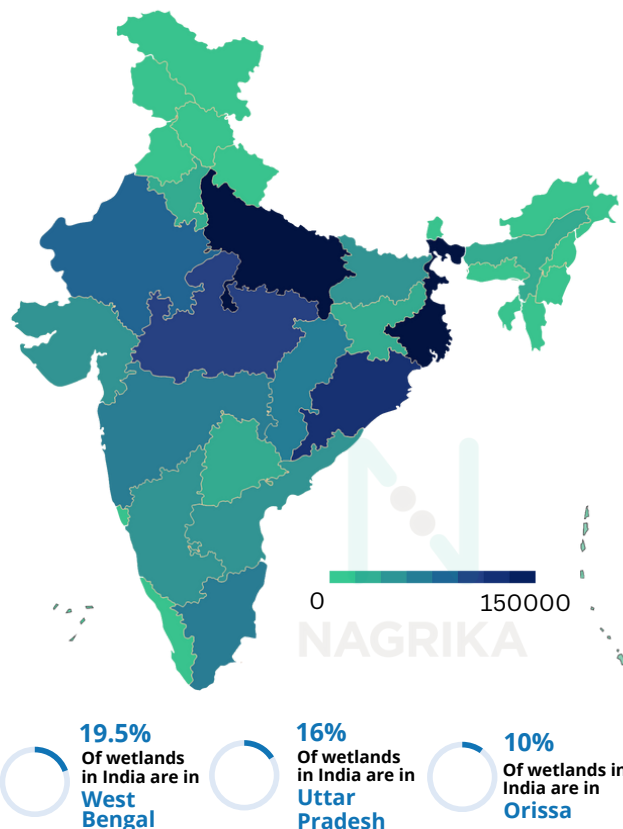 0
150000
NAGRIKA
19.5%
Of wetlands
in India are in
West
Bengal
16%
Of wetlands
in India are in
Uttar
Pradesh
10%
Of wetlands in
India are in
Orissa